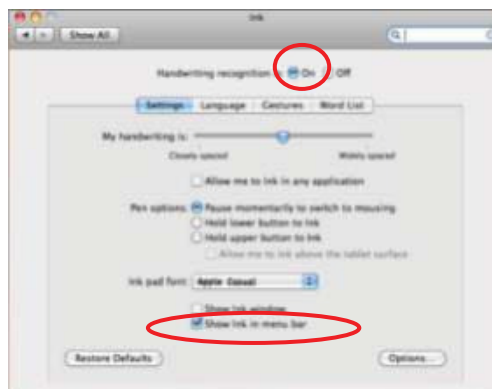 Ink
Show All
Handwriting recognition is: On Off
Settings Language Gestures Word List
My handwriting is:
Closely spaced Widely spaced
Allow me to Ink in any application
Pen options: Pause momentarily to switch to mousing
Hold lower button to Ink
Hold upper button to Ink
Allow me to ink above the tablet surface
Ink pad font: Apple Casual
Show Ink window
Show Ink in menu bar
Restore Defaults Options...